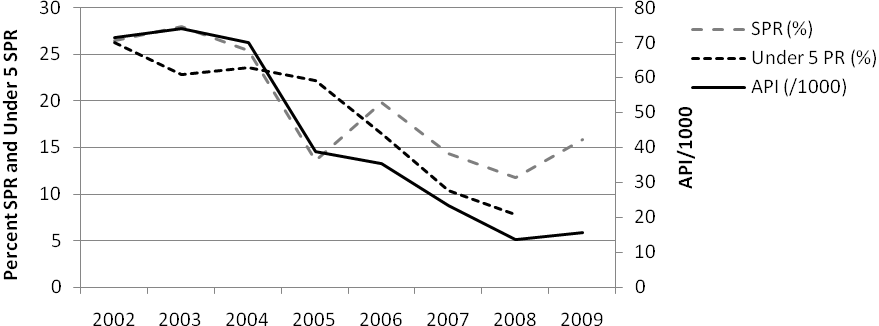 30
25
20
15
10
5
0
Percent SPR and Under 5 SPR
80
70
60
50
40
30
20
10
0
API/1000
SPR (%)
Under 5 PR (%)
API (/1000)
2002 2003 2004 2005 2006 2007 2008 2009